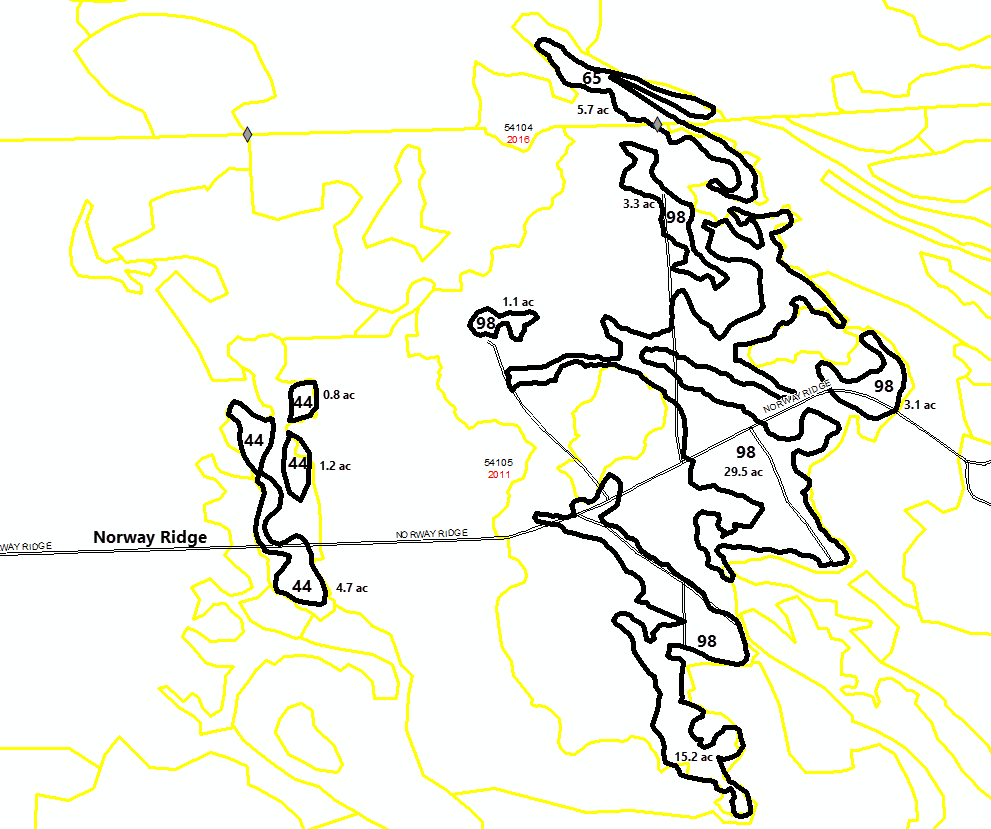 65
5.7 ac
54104
2016
3.3 ac
98
1.1 ac
98
NORWAY RIDGE
98
3.1 ac
44
0.8 ac
44
98
29.5 ac
44
1.2 ac
54105
2011
Norway Ridge
NORWAY RIDGE
WAY RIDGE
44
4.7 ac
98
15.2 ac